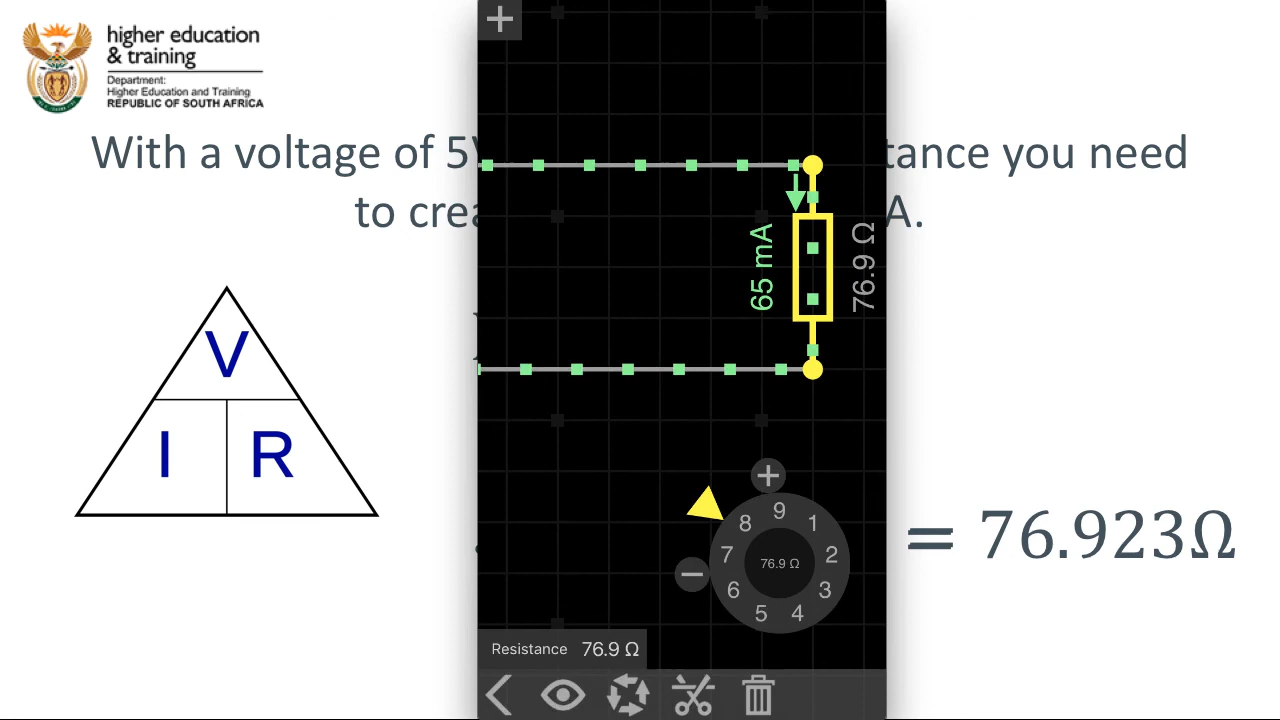 higher education
& training
Department:
Higher Education and Training
REPUBLIC OF SOUTH AFRICA
With a voltage of 5V
tance you need
to crea
A.
65 mA
76.9 Ω
V
I R
= 76.923Ω
9
8 1
7 2
6 3
5 4
76.9 Ω
Resistance 76.9 Ω